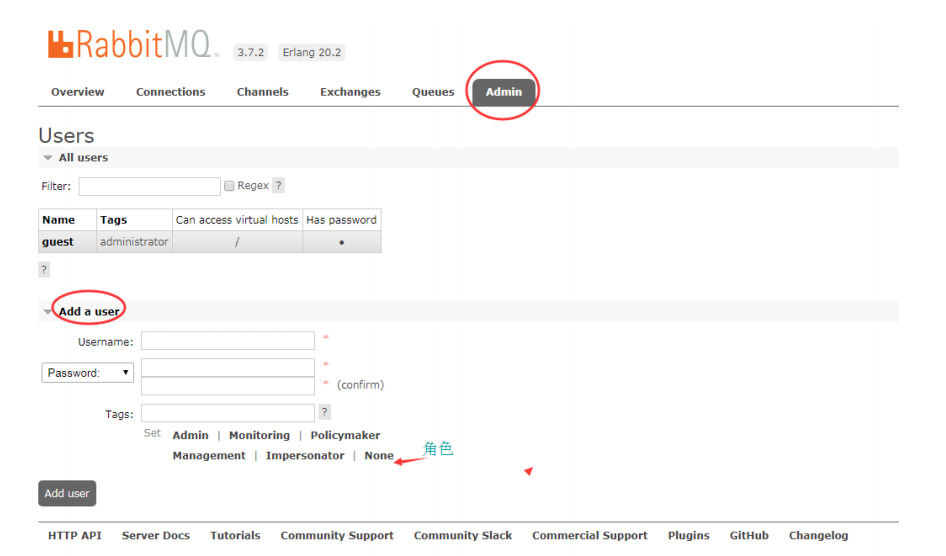 RabbitMQ™ 3.7.2 Erlang 20.2
Overview Connections Channels Exchanges Queues Admin
Users
All users
Filter: Regex ?
Name Tags Can access virtual hosts Has password
guest administrator / ●
?
Add a user
Username: *
Password: *
* (confirm)
Tags: ?
Set Admin | Monitoring | Policymaker
Management | Impersonator | None 角色
Add user
HTTP API Server Docs Tutorials Community Support Community Slack Commercial Support Plugins GitHub Changelog